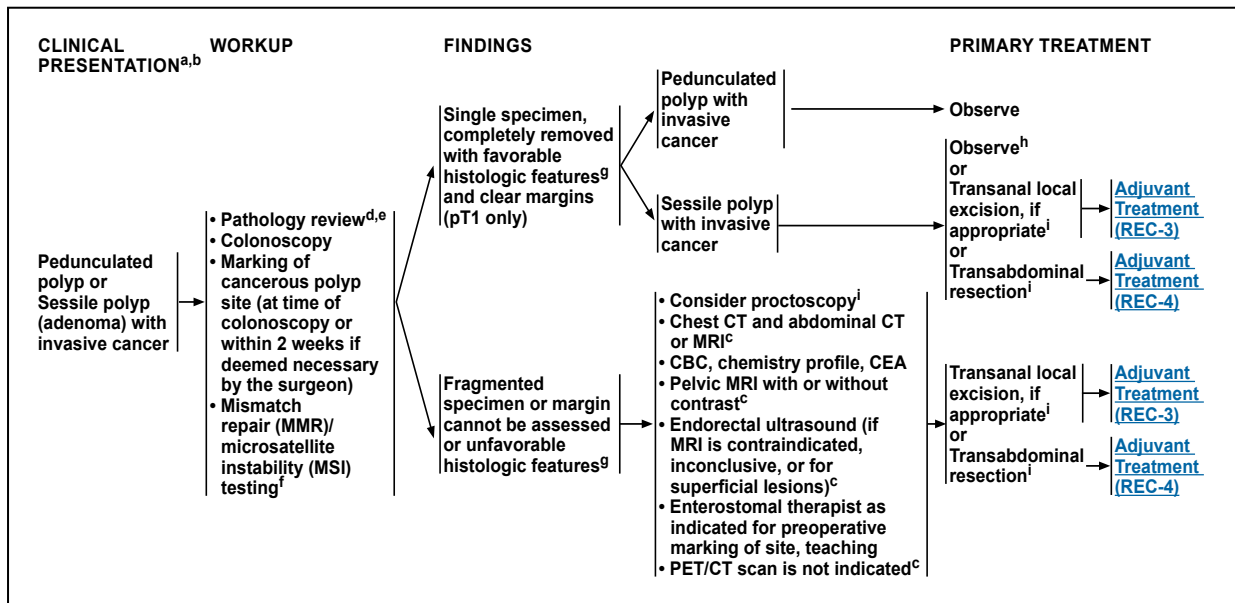 CLINICAL
PRESENTATIONa,b
WORKUP
FINDINGS
PRIMARY TREATMENT
Pedunculated
polyp or
Sessile polyp
(adenoma) with
invasive cancer
• Pathology reviewd,e
• Colonoscopy
• Marking of
cancerous polyp
site (at time of
colonoscopy or
within 2 weeks if
deemed necessary
by the surgeon)
• Mismatch
repair (MMR)/
microsatellite
instability (MSI)
testingf
Single specimen,
completely removed
with favorable
histologic featuresg
and clear margins
(pT1 only)
Pedunculated
polyp with
invasive
cancer
Observe
Sessile polyp
with invasive
cancer
Observeh
or
Transanal local
excision, if
appropriatei
or
Transabdominal
resectioni
Adjuvant
Treatment
(REC-3)
Adjuvant
Treatment
(REC-4)
Fragmented
specimen or margin
cannot be assessed
or unfavorable
histologic featuresg
• Consider proctoscopyi
• Chest CT and abdominal CT
or MRIc
• CBC, chemistry profile, CEA
• Pelvic MRI with or without
contrastc
• Endorectal ultrasound (if
MRI is contraindicated,
inconclusive, or for
superficial lesions)c
• Enterostomal therapist as
indicated for preoperative
marking of site, teaching
• PET/CT scan is not indicatedc
Transanal local
excision, if
appropriatei
or
Transabdominal
resectioni
Adjuvant
Treatment
(REC-3)
Adjuvant
Treatment
(REC-4)